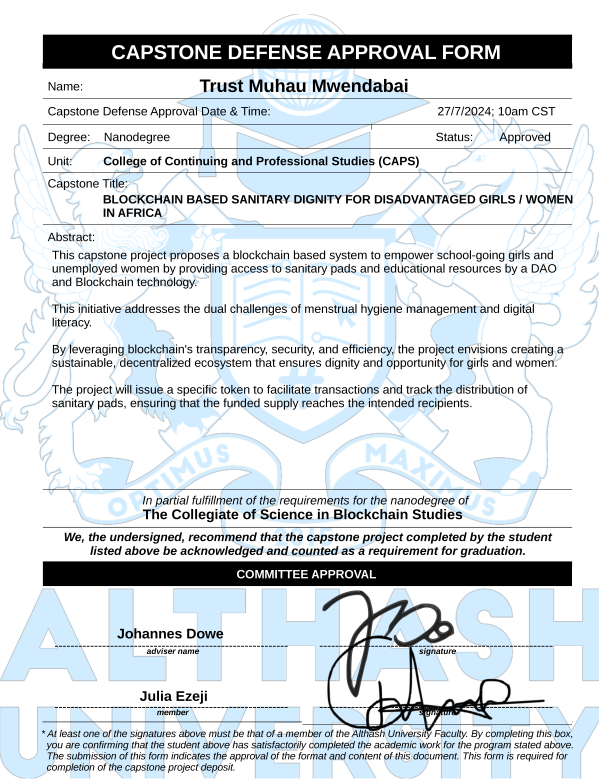 CAPSTONE DEFENSE APPROVAL FORM
Name: Trust Muhau Mwendabai
Capstone Defense Approval Date & Time: 27/7/2024; 10am CST
Degree: Nanodegree Status: Approved
Unit: College of Continuing and Professional Studies (CAPS)
Capstone Title:
BLOCKCHAIN BASED SANITARY DIGNITY FOR DISADVANTAGED GIRLS / WOMEN
IN AFRICA
Abstract:
This capstone project proposes a blockchain based system to empower school-going girls and
unemployed women by providing access to sanitary pads and educational resources by a DAO
and Blockchain technology.
This initiative addresses the dual challenges of menstrual hygiene management and digital
literacy.
By leveraging blockchain's transparency, security, and efficiency, the project envisions creating a
sustainable, decentralized ecosystem that ensures dignity and opportunity for girls and women.
The project will issue a specific token to facilitate transactions and track the distribution of
sanitary pads, ensuring that the funded supply reaches the intended recipients.
OPTIMUS MAXIMUS
In partial fulfillment of the requirements for the nanodegree of
The Collegiate of Science in Blockchain Studies
We, the undersigned, recommend that the capstone project completed by the student
listed above be acknowledged and counted as a requirement for graduation.
COMMITTEE APPROVAL
ALTHASH
Johannes Dowe
adviser name signature
Julia Ezeji
member signature
UNIVERSITY
* At least one of the signatures above must be that of a member of the Althash University Faculty. By completing this box,
you are confirming that the student above has satisfactorily completed the academic work for the program stated above.
The submission of this form indicates the approval of the format and content of this document. This form is required for
completion of the capstone project deposit.